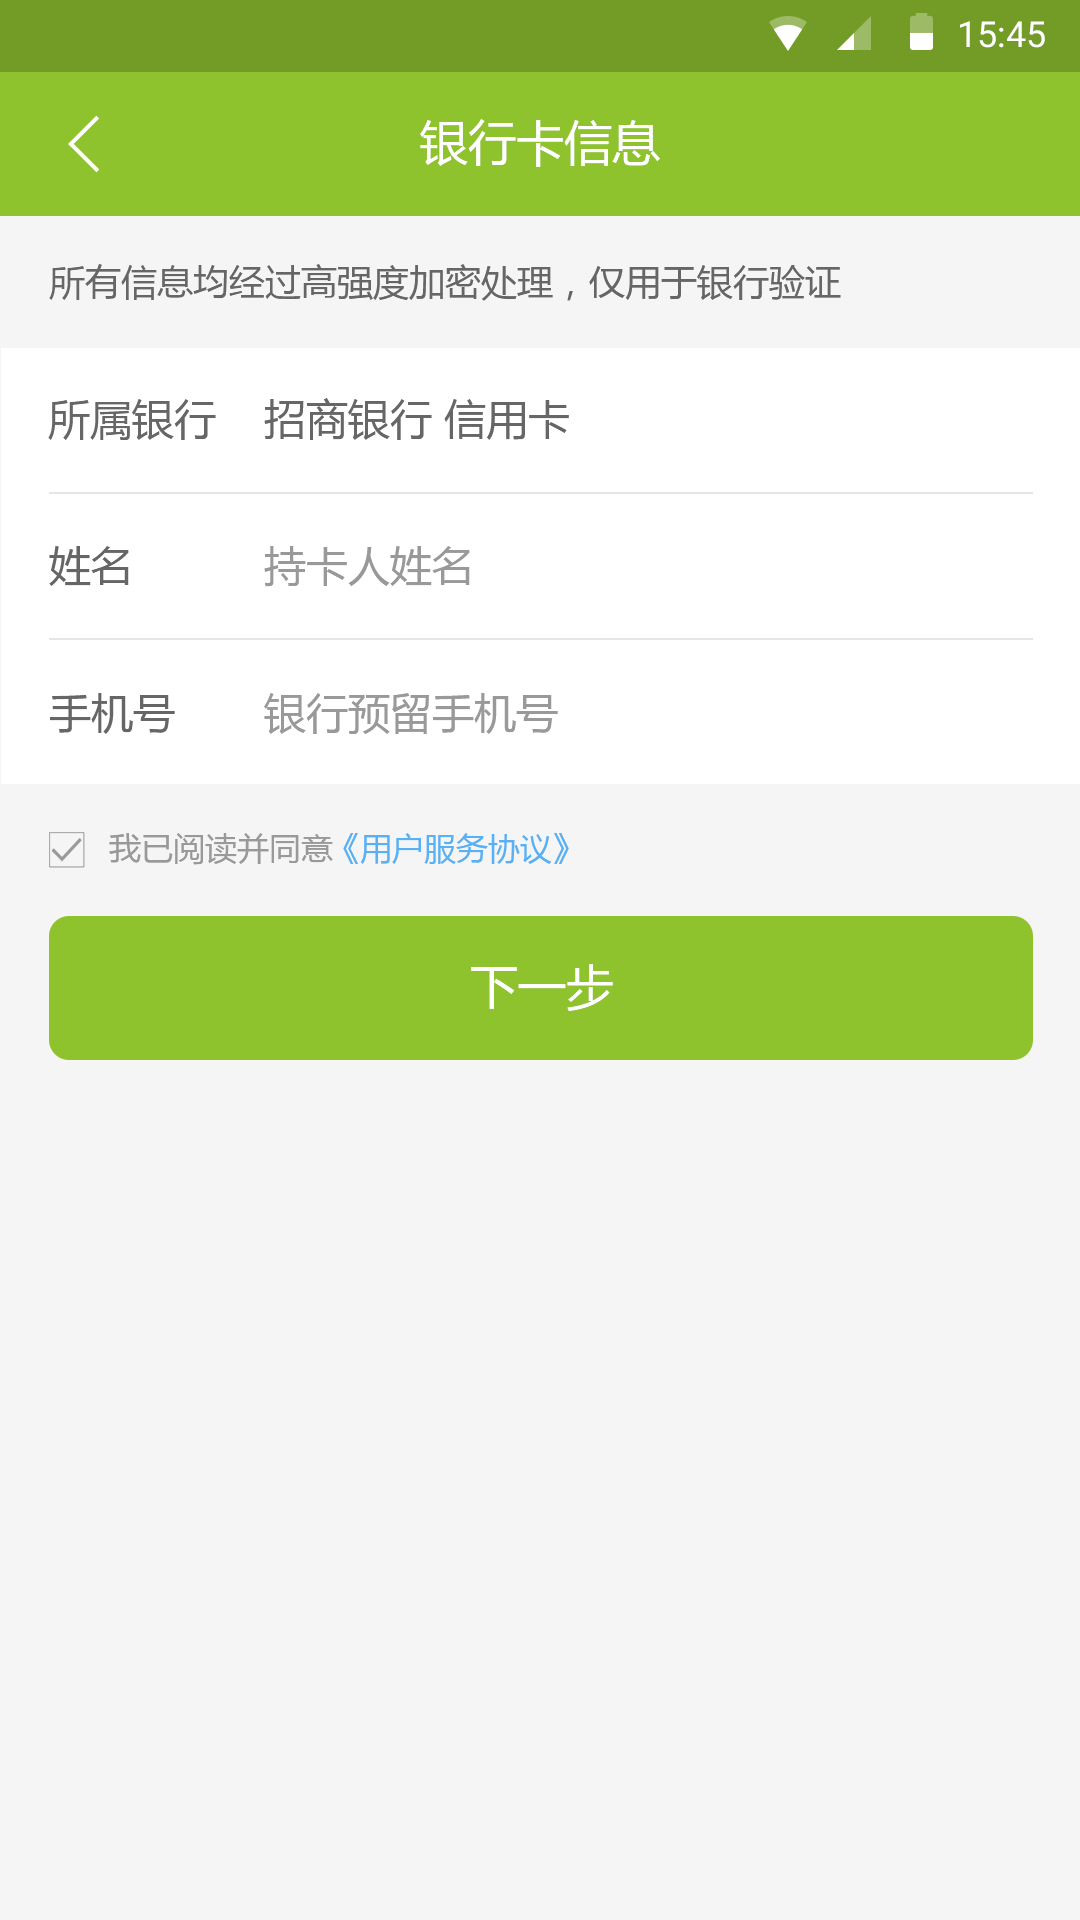 15:45
银行卡信息
所有信息均经过高强度加密处理，仅用于银行验证
所属银行 招商银行 信用卡
姓名 持卡人姓名
手机号 银行预留手机号
我已阅读并同意《用户服务协议》
下一步